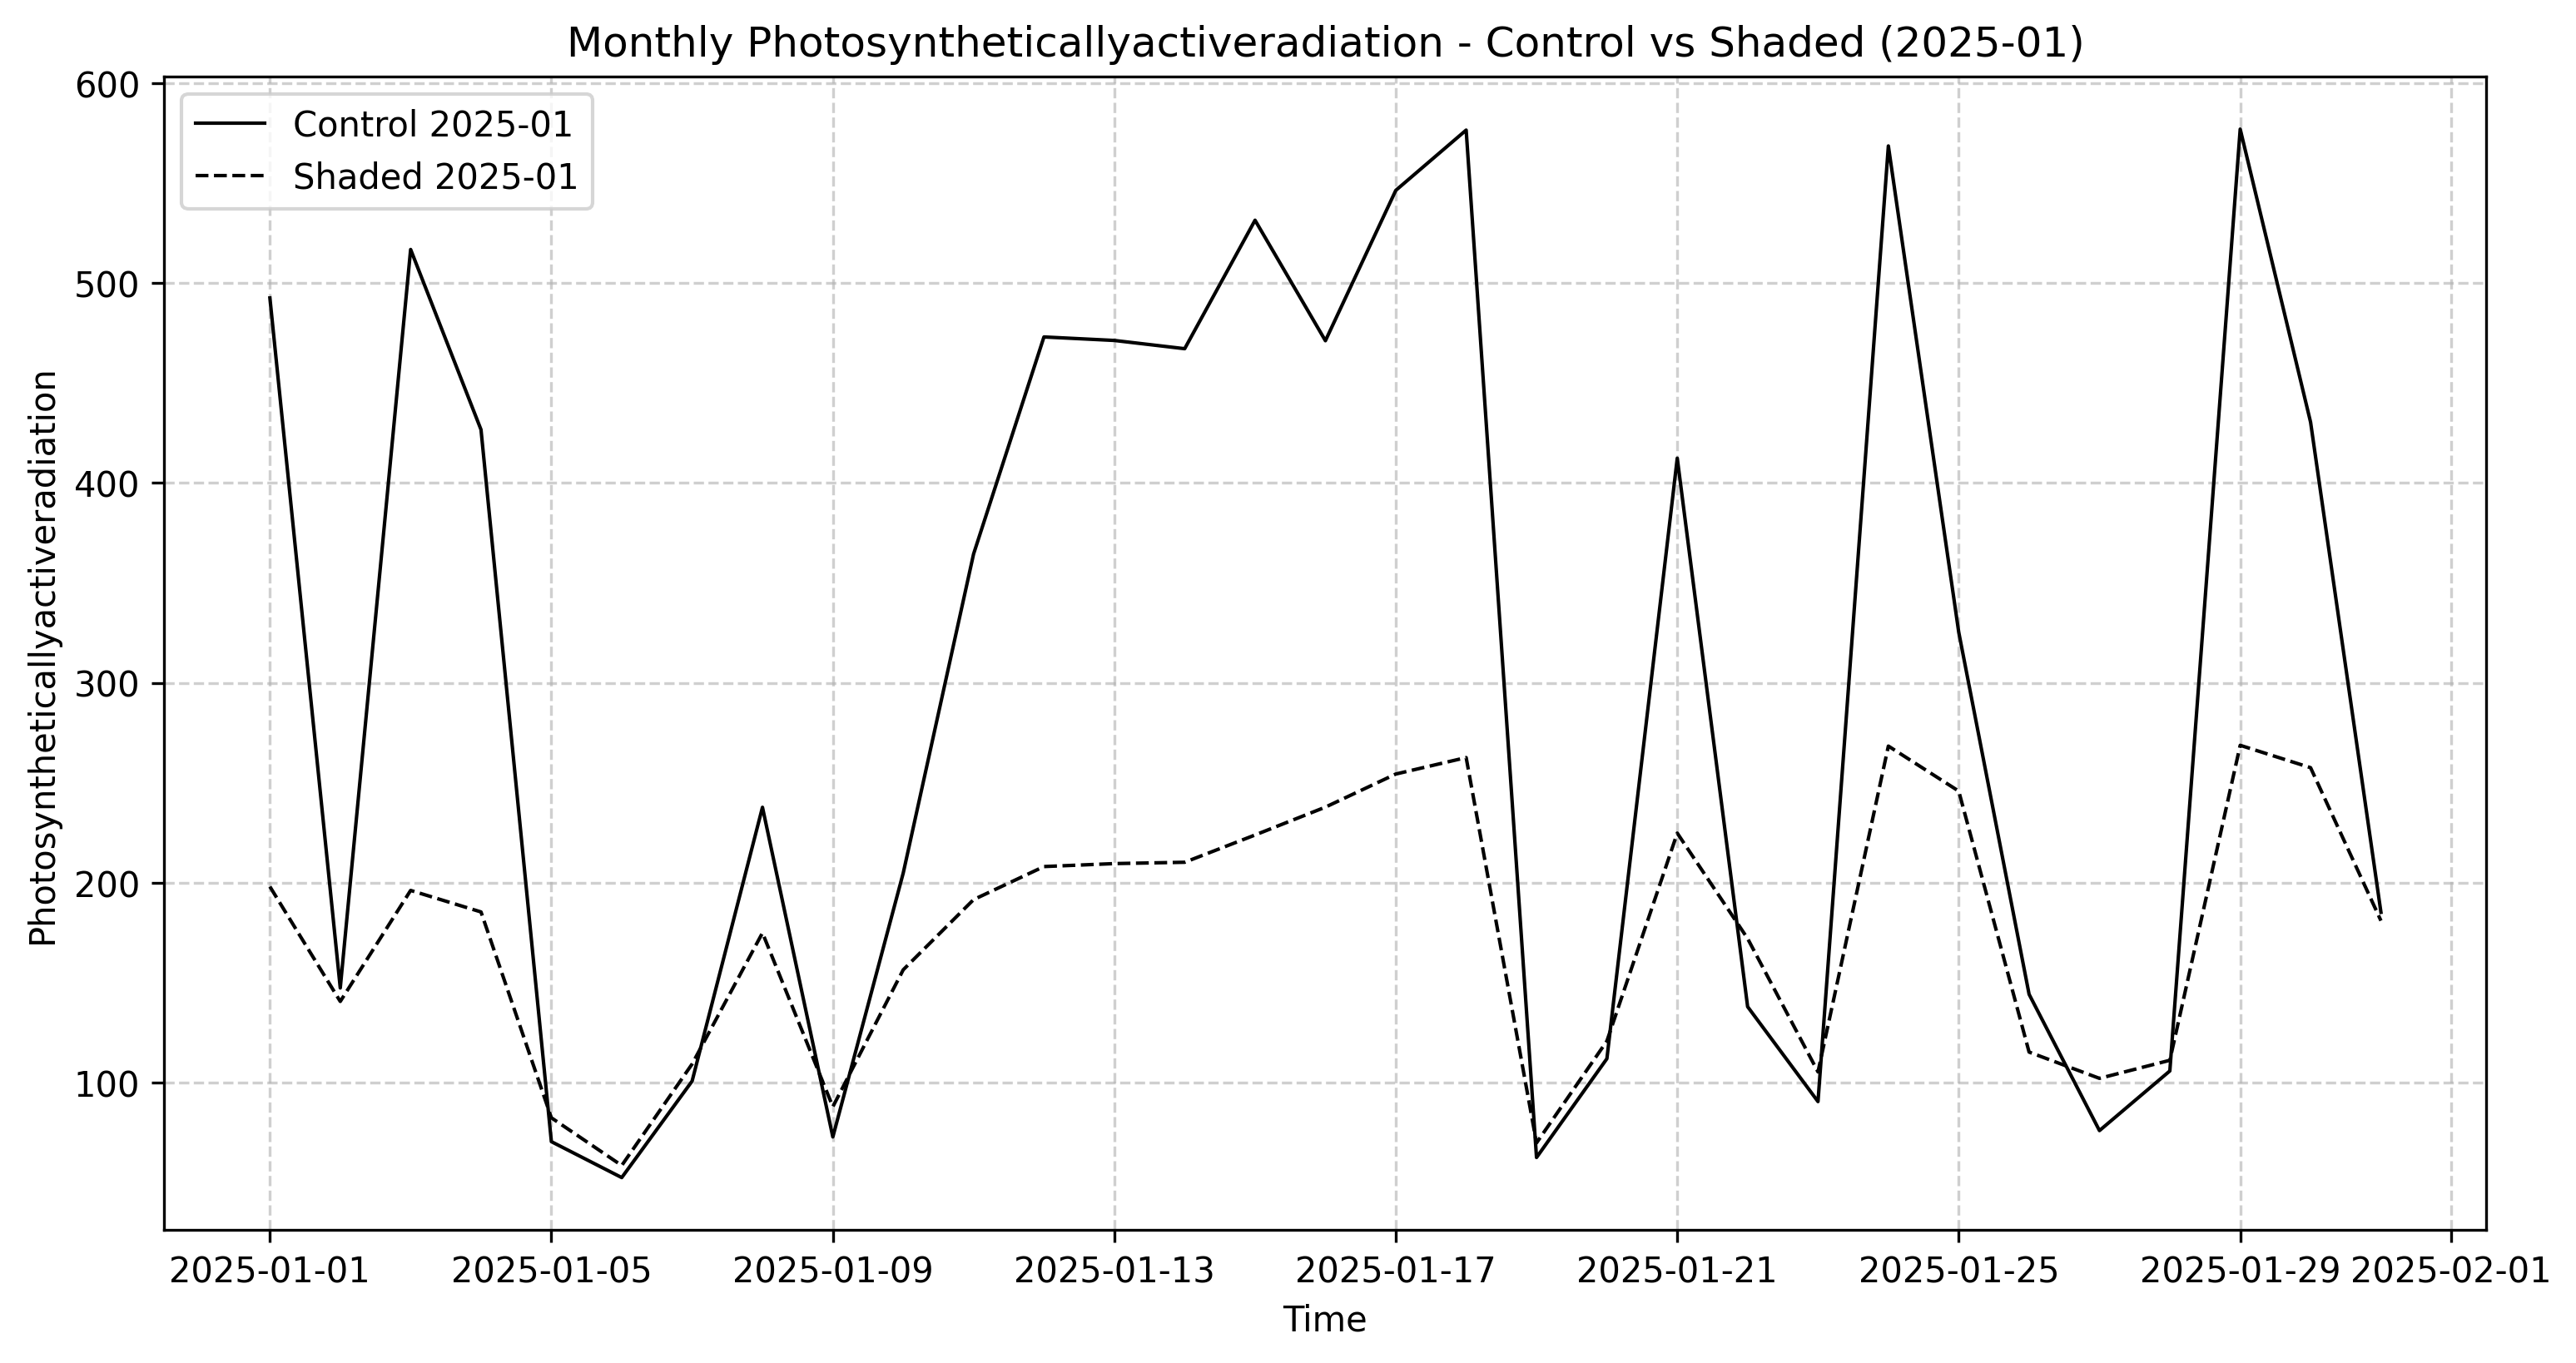 Monthly Photosyntheticallyactiveradiation - Control vs Shaded (2025-01)
Control 2025-01
Shaded 2025-01
Photosyntheticallyactiveradiation
600
500
400
300
200
100
2025-01-01 2025-01-05 2025-01-09 2025-01-13 2025-01-17 2025-01-21 2025-01-25 2025-01-29 2025-02-01
Time